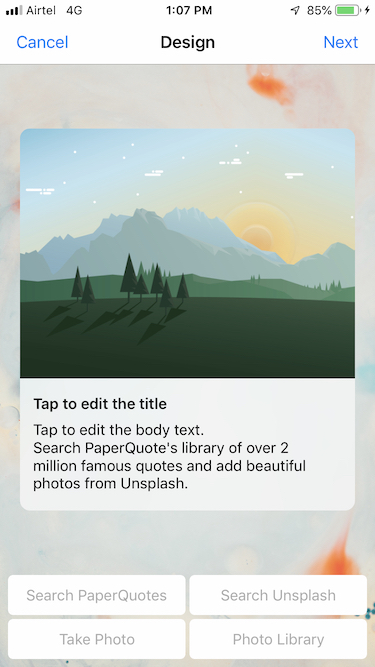 Airtel 4G 1:07 PM 85%
Cancel Design Next
Tap to edit the title
Tap to edit the body text.
Search PaperQuote's library of over 2
million famous quotes and add beautiful
photos from Unsplash.
Search PaperQuotes Search Unsplash
Take Photo Photo Library